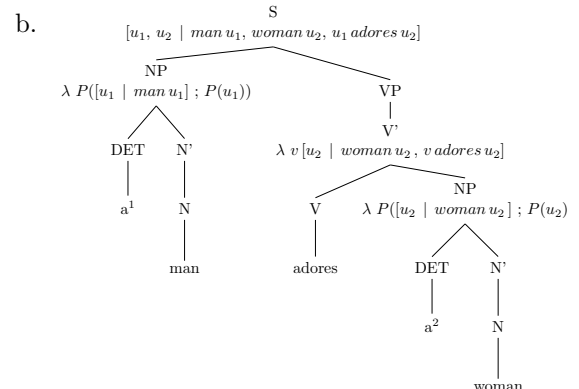 b.
S
[u₁, u₂ | man u₁, woman u₂, u₁ adores u₂]
NP
VP
λ P([u₁ | man u₁] ; P(u₁))
V'
DET N'
λ v [u₂ | woman u₂ , v adores u₂]
NP
a¹ N V λ P([u₂ | woman u₂] ; P(u₂)
man adores DET N'
a² N
woman